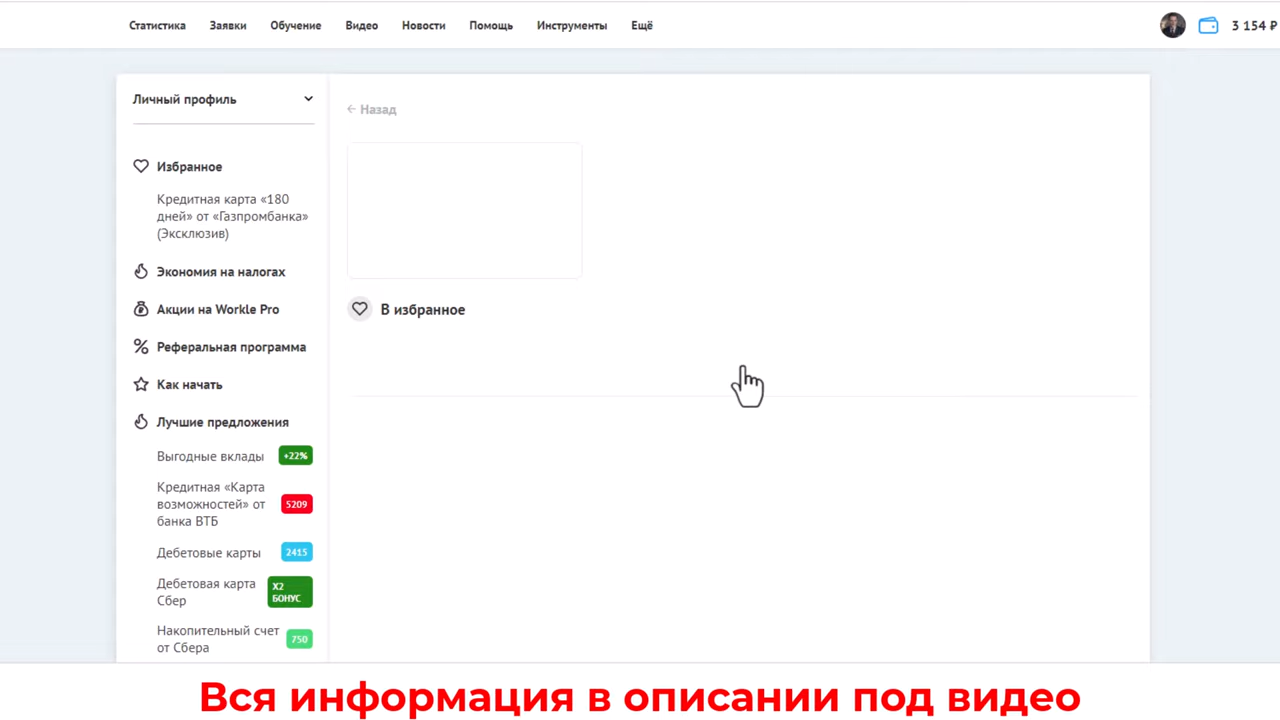 Статистика Заявки Обучение Видео Новости Помощь Инструменты Ещё 3 154 ₽
Личный профиль
Избранное
Кредитная карта «180
дней» от «Газпромбанка»
(Эксклюзив)
Экономия на налогах
Акции на Workle Pro
Реферальная программа
Как начать
Лучшие предложения
Выгодные вклады +22%
Кредитная «Карта
возможностей» от
банка ВТБ
5209
Дебетовые карты 2415
Дебетовая карта
Сбер
X2
БОНУС
Накопительный счет
от Сбера
750
← Назад
В избранное
Вся информация в описании под видео